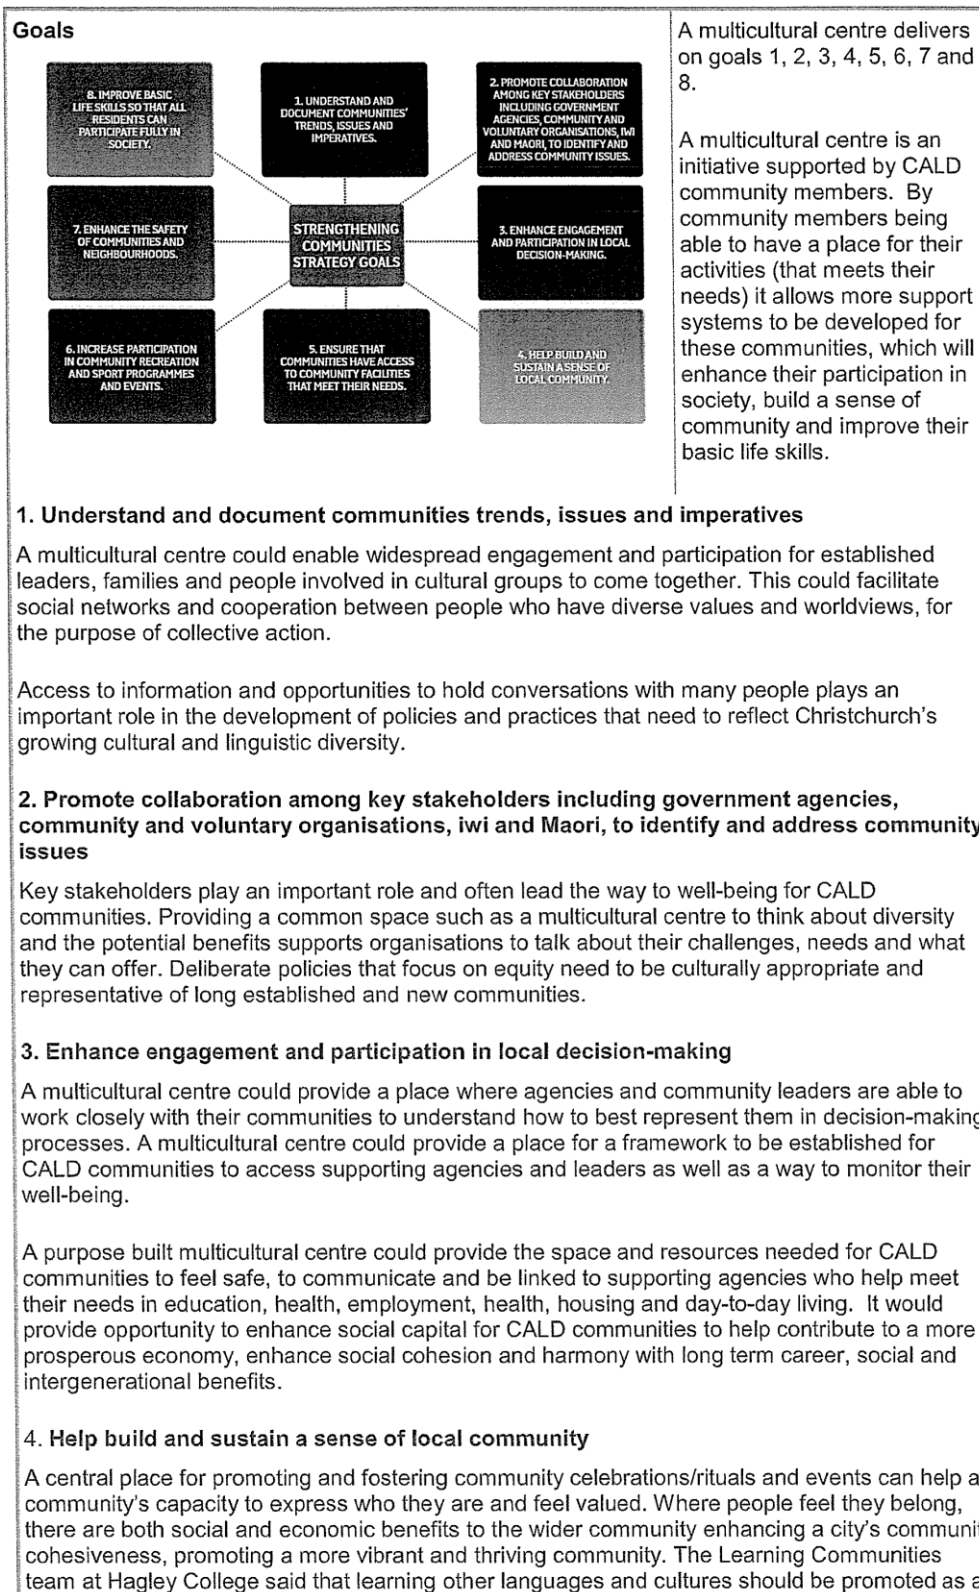 Goals
8. IMPROVE BASIC
LIFE SKILLS SO THAT ALL
RESIDENTS CAN
PARTICIPATE FULLY IN
SOCIETY.
1. UNDERSTAND AND
DOCUMENT COMMUNITIES'
TRENDS, ISSUES AND
IMPERATIVES.
2. PROMOTE COLLABORATION
AMONG KEY STAKEHOLDERS
INCLUDING GOVERNMENT
AGENCIES, COMMUNITY AND
VOLUNTARY ORGANISATIONS, IWI
AND MAORI, TO IDENTIFY AND
ADDRESS COMMUNITY ISSUES.
7. ENHANCE THE SAFETY
OF COMMUNITIES AND
NEIGHBOURHOODS.
STRENGTHENING
COMMUNITIES
STRATEGY GOALS
3. ENHANCE ENGAGEMENT
AND PARTICIPATION IN LOCAL
DECISION-MAKING.
6. INCREASE PARTICIPATION
IN COMMUNITY RECREATION
AND SPORT PROGRAMMES
AND EVENTS.
5. ENSURE THAT
COMMUNITIES HAVE ACCESS
TO COMMUNITY FACILITIES
THAT MEET THEIR NEEDS.
4. HELP BUILD AND
SUSTAIN A SENSE OF
LOCAL COMMUNITY.
A multicultural centre delivers
on goals 1, 2, 3, 4, 5, 6, 7 and
8.
A multicultural centre is an
initiative supported by CALD
community members. By
community members being
able to have a place for their
activities (that meets their
needs) it allows more support
systems to be developed for
these communities, which will
enhance their participation in
society, build a sense of
community and improve their
basic life skills.
1. Understand and document communities trends, issues and imperatives
A multicultural centre could enable widespread engagement and participation for established
leaders, families and people involved in cultural groups to come together. This could facilitate
social networks and cooperation between people who have diverse values and worldviews, for
the purpose of collective action.
Access to information and opportunities to hold conversations with many people plays an
important role in the development of policies and practices that need to reflect Christchurch's
growing cultural and linguistic diversity.
2. Promote collaboration among key stakeholders including government agencies,
community and voluntary organisations, iwi and Maori, to identify and address community
issues
Key stakeholders play an important role and often lead the way to well-being for CALD
communities. Providing a common space such as a multicultural centre to think about diversity
and the potential benefits supports organisations to talk about their challenges, needs and what
they can offer. Deliberate policies that focus on equity need to be culturally appropriate and
representative of long established and new communities.
3. Enhance engagement and participation in local decision-making
A multicultural centre could provide a place where agencies and community leaders are able to
work closely with their communities to understand how to best represent them in decision-making
processes. A multicultural centre could provide a place for a framework to be established for
CALD communities to access supporting agencies and leaders as well as a way to monitor their
well-being.
A purpose built multicultural centre could provide the space and resources needed for CALD
communities to feel safe, to communicate and be linked to supporting agencies who help meet
their needs in education, health, employment, health, housing and day-to-day living. It would
provide opportunity to enhance social capital for CALD communities to help contribute to a more
prosperous economy, enhance social cohesion and harmony with long term career, social and
intergenerational benefits.
4. Help build and sustain a sense of local community
A central place for promoting and fostering community celebrations/rituals and events can help a
community's capacity to express who they are and feel valued. Where people feel they belong,
there are both social and economic benefits to the wider community enhancing a city's communit
cohesiveness, promoting a more vibrant and thriving community. The Learning Communities
team at Hagley College said that learning other languages and cultures should be promoted as a